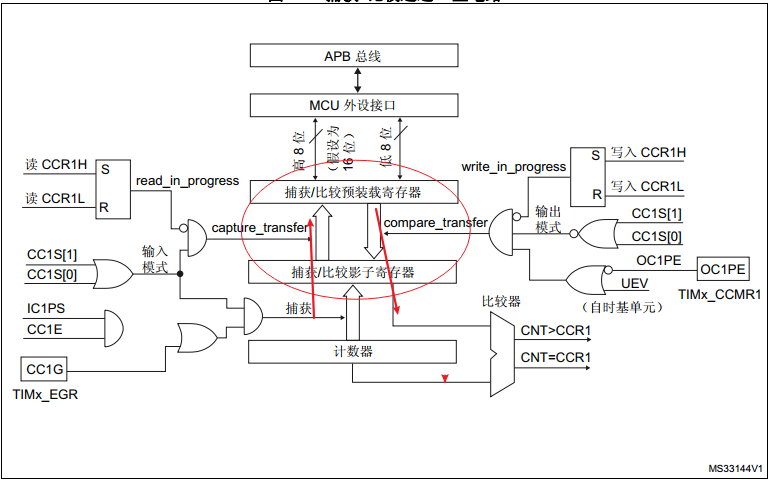 APB 总线
MCU 外设接口
高 8 位
(假设为
16 位)
低 8 位
读 CCR1H
S
读 CCR1L
R
read_in_progress
write_in_progress
S
写入 CCR1H
R
写入 CCR1L
捕获/比较预装载寄存器
capture_transfer
compare_transfer
输出
模式
CC1S[1]
CC1S[0]
CC1S[1]
CC1S[0]
输入
模式
捕获/比较影子寄存器
OC1PE
OC1PE
UEV
TIMx_CCMR1
(自时基单元)
IC1PS
CC1E
捕获
比较器
CNT>CCR1
计数器
CNT=CCR1
CC1G
TIMx_EGR
MS33144V1